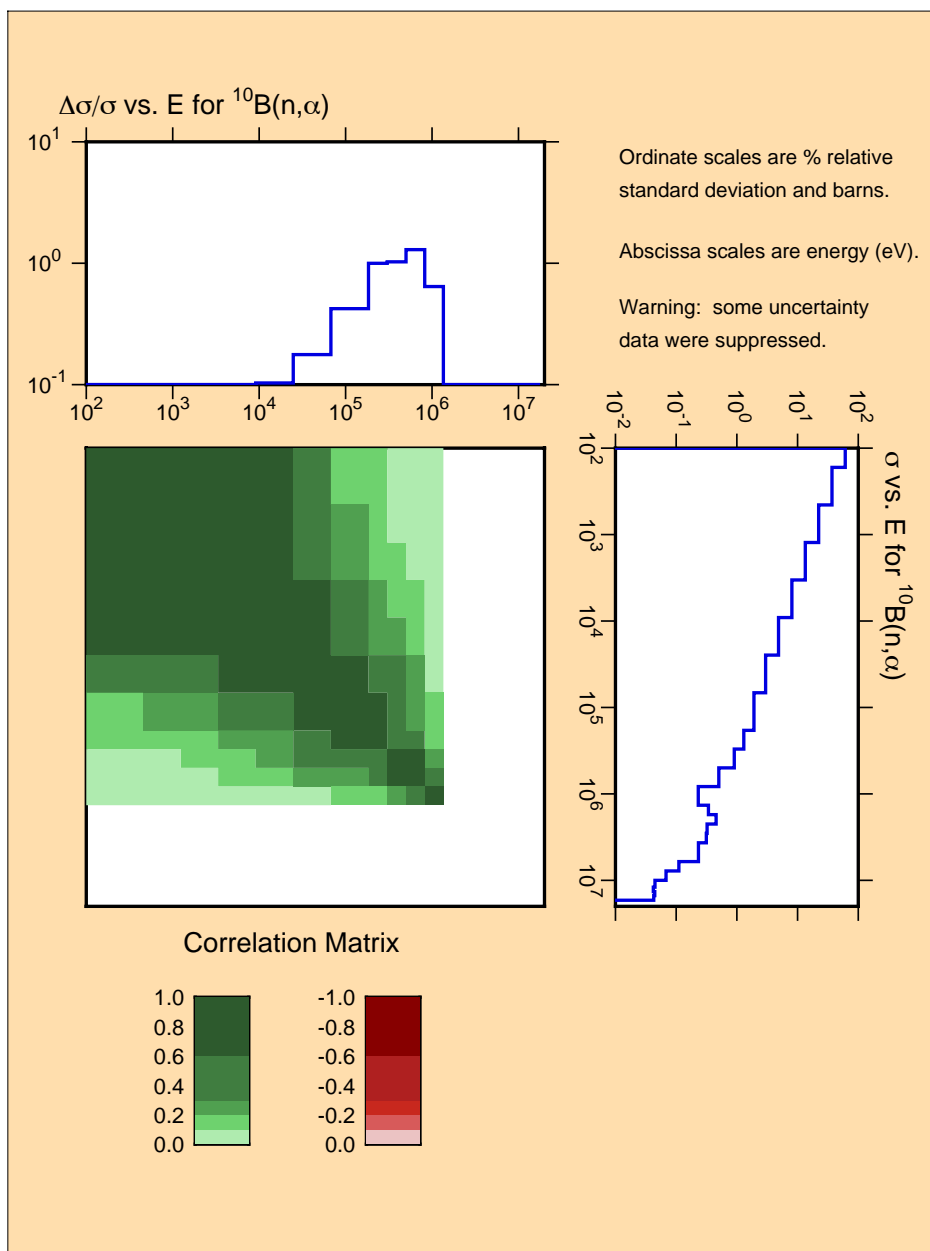 Δσ/σ vs. E for ¹⁰B(n,α)
10¹
10⁰
10⁻¹
10² 10³ 10⁴ 10⁵ 10⁶ 10⁷
Ordinate scales are % relative
standard deviation and barns.
Abscissa scales are energy (eV).
Warning: some uncertainty
data were suppressed.
10⁻² 10⁻¹ 10⁰ 10¹ 10²
σ vs. E for ¹⁰B(n,α)
10²
10³
10⁴
10⁵
10⁶
10⁷
Correlation Matrix
1.0 -1.0
0.8 -0.8
0.6 -0.6
0.4 -0.4
0.2 -0.2
0.0 0.0